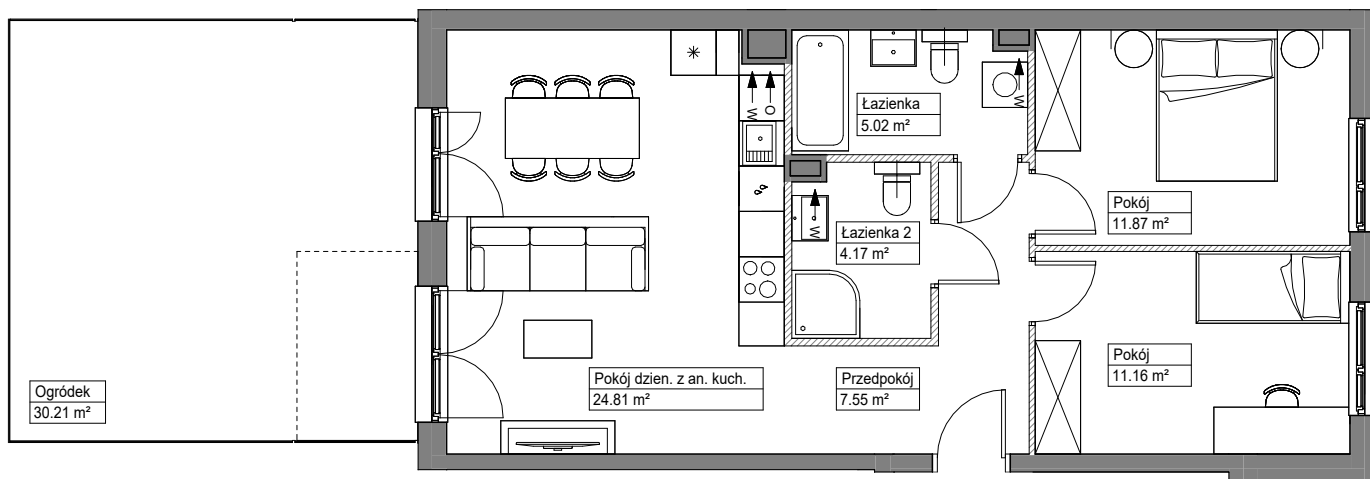 Ogródek
30.21 m²
Pokój dzien. z an. kuch.
24.81 m²
W
O
Łazienka
5.02 m²
W
Łazienka 2
4.17 m²
W
Przedpokój
7.55 m²
Pokój
11.87 m²
Pokój
11.16 m²